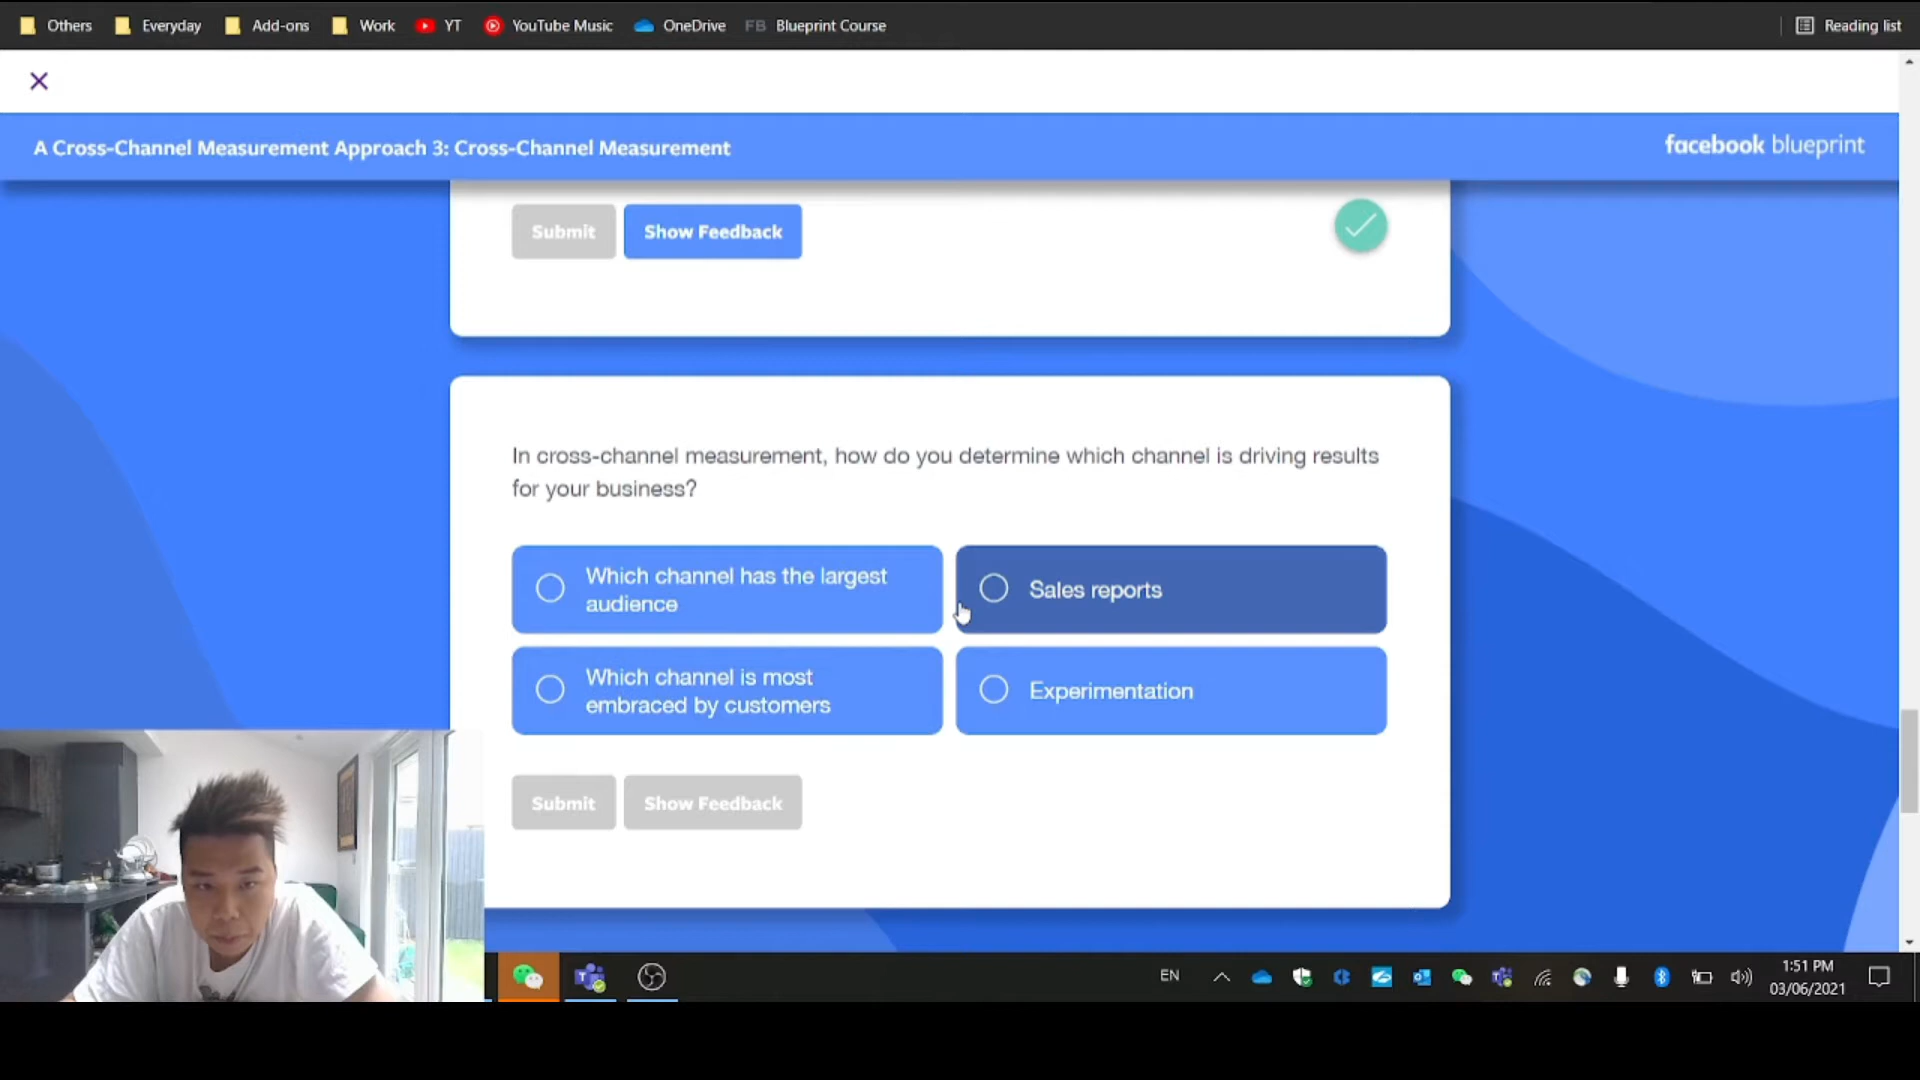 Others Everyday Add-ons Work YT YouTube Music OneDrive FB Blueprint Course Reading list
A Cross-Channel Measurement Approach 3: Cross-Channel Measurement facebook blueprint
Submit Show Feedback
In cross-channel measurement, how do you determine which channel is driving results
for your business?
Which channel has the largest
audience
Sales reports
Which channel is most
embraced by customers
Experimentation
Submit Show Feedback
EN
1:51 PM
03/06/2021